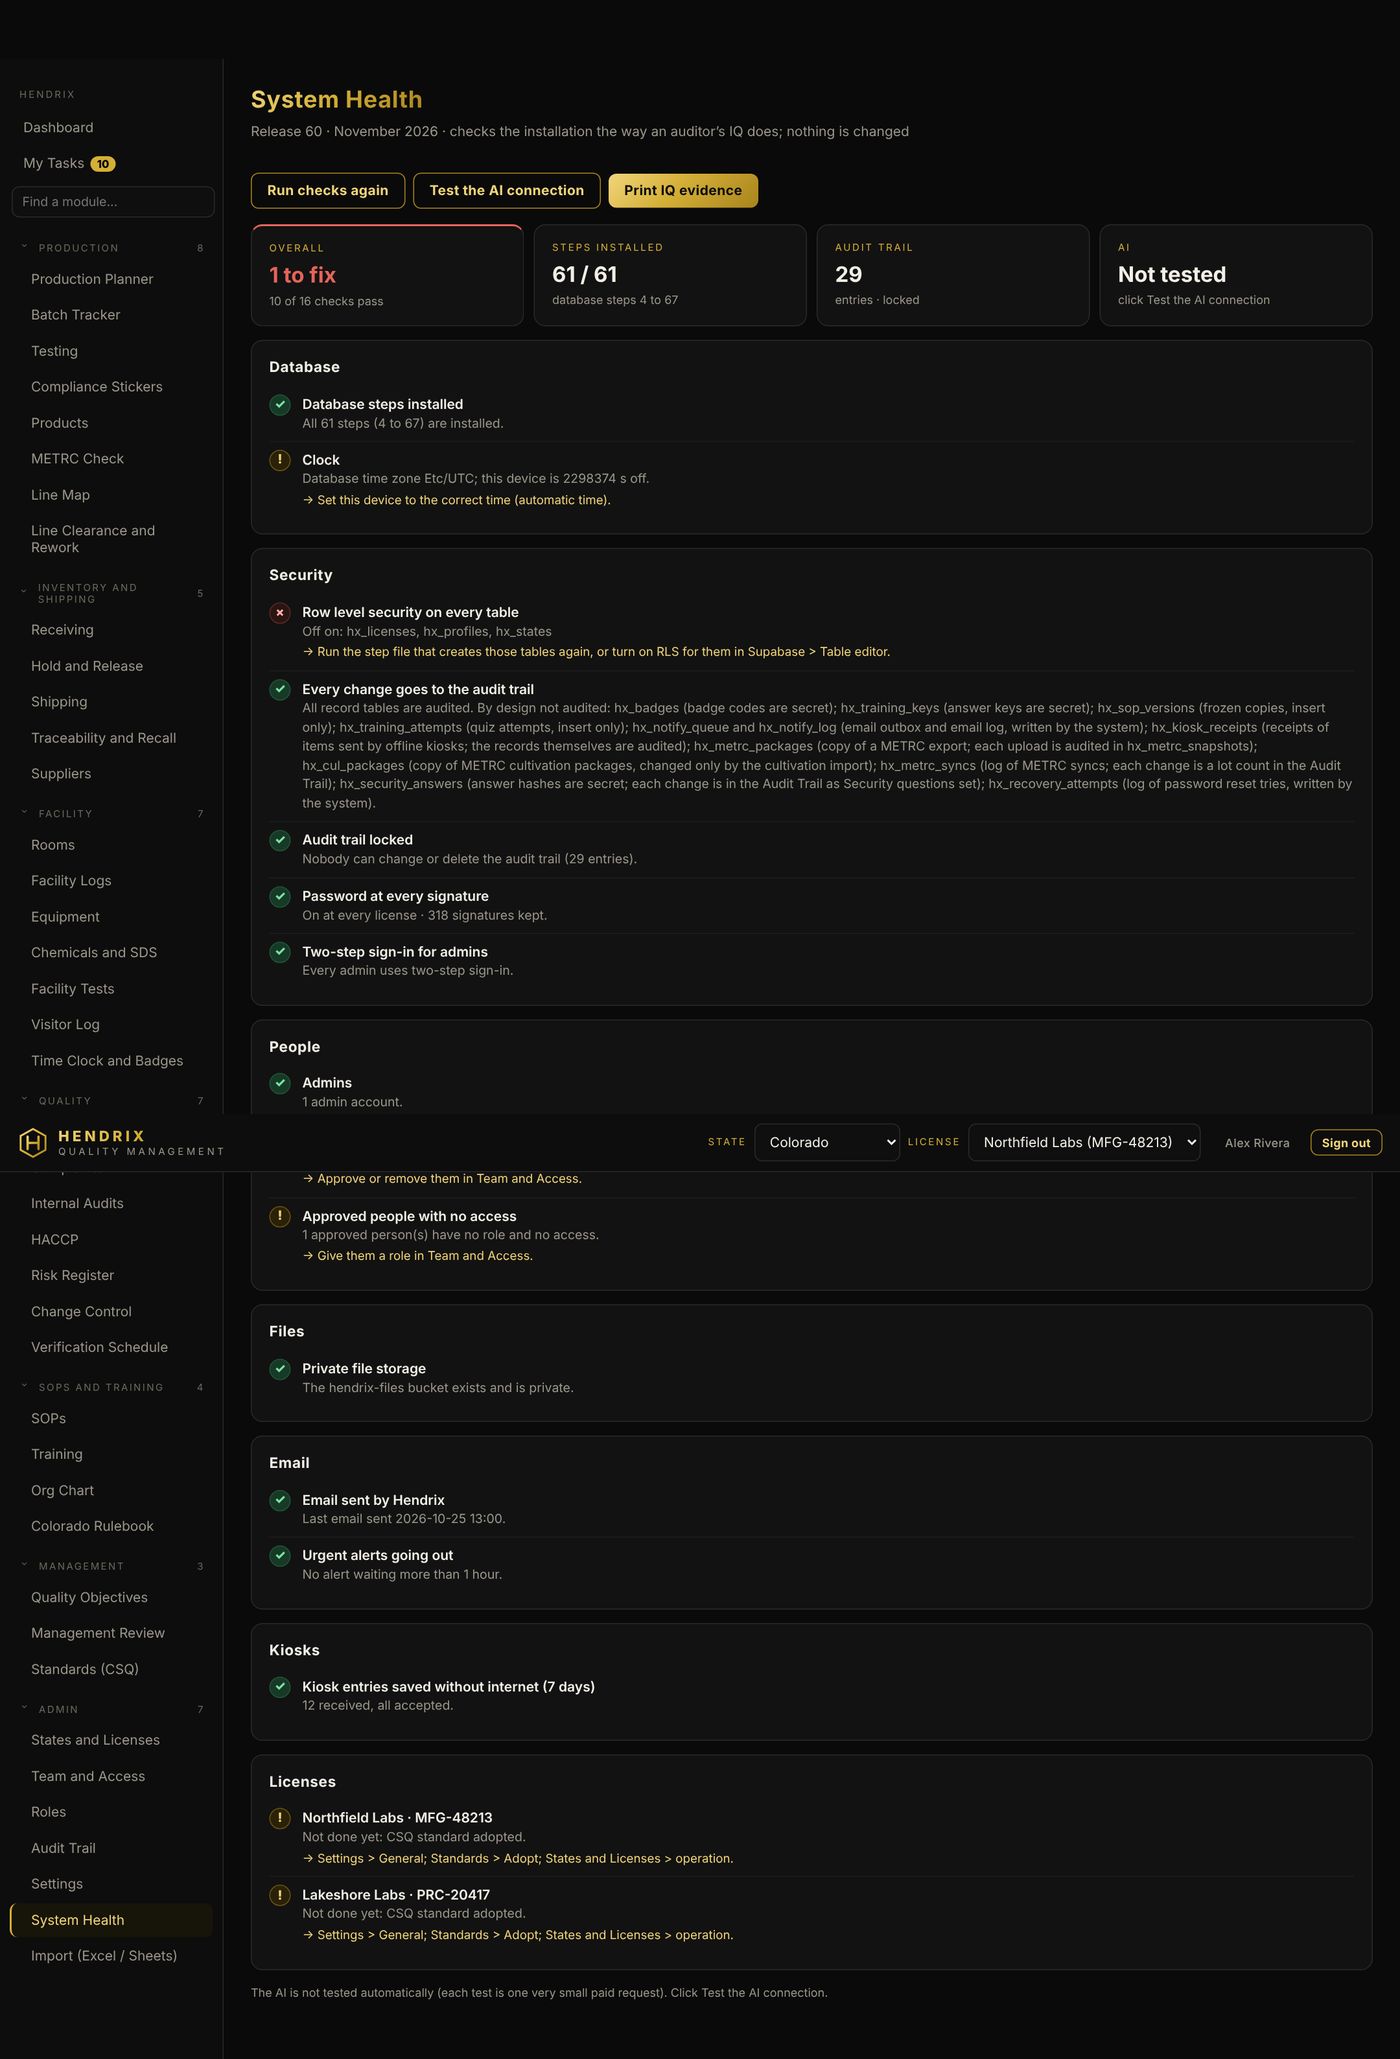 HENDRIX
Dashboard
My Tasks 10
Find a module...
PRODUCTION 8
Production Planner
Batch Tracker
Testing
Compliance Stickers
Products
METRC Check
Line Map
Line Clearance and
Rework
INVENTORY AND
SHIPPING 5
Receiving
Hold and Release
Shipping
Traceability and Recall
Suppliers
FACILITY 7
Rooms
Facility Logs
Equipment
Chemicals and SDS
Facility Tests
Visitor Log
Time Clock and Badges
QUALITY 7
System Health
Release 60 · November 2026 · checks the installation the way an auditor's IQ does; nothing is changed
Run checks again
Test the AI connection
Print IQ evidence
OVERALL
1 to fix
10 of 16 checks pass
STEPS INSTALLED
61 / 61
database steps 4 to 67
AUDIT TRAIL
29
entries · locked
AI
Not tested
click Test the AI connection
Database
Database steps installed
All 61 steps (4 to 67) are installed.
! Clock
Database time zone Etc/UTC; this device is 2298374 s off.
→ Set this device to the correct time (automatic time).
Security
Row level security on every table
Off on: hx_licenses, hx_profiles, hx_states
→ Run the step file that creates those tables again, or turn on RLS for them in Supabase > Table editor.
Every change goes to the audit trail
All record tables are audited. By design not audited: hx_badges (badge codes are secret); hx_training_keys (answer keys are secret); hx_sop_versions (frozen copies, insert
only); hx_training_attempts (quiz attempts, insert only); hx_notify_queue and hx_notify_log (email outbox and email log, written by the system); hx_kiosk_receipts (receipts of
items sent by offline kiosks; the records themselves are audited); hx_metrc_packages (copy of a METRC export; each upload is audited in hx_metrc_snapshots);
hx_cul_packages (copy of METRC cultivation packages, changed only by the cultivation import); hx_metrc_syncs (log of METRC syncs; each change is a lot count in the Audit
Trail); hx_security_answers (answer hashes are secret; each change is in the Audit Trail as Security questions set); hx_recovery_attempts (log of password reset tries, written by
the system).
Audit trail locked
Nobody can change or delete the audit trail (29 entries).
Password at every signature
On at every license · 318 signatures kept.
Two-step sign-in for admins
Every admin uses two-step sign-in.
People
Admins
1 admin account.
HENDRIX
QUALITY MANAGEMENT
STATE Colorado LICENSE Northfield Labs (MFG-48213) Alex Rivera Sign out
Internal Audits
HACCP
Risk Register
Change Control
Verification Schedule
SOPS AND TRAINING 4
SOPs
Training
Org Chart
Colorado Rulebook
MANAGEMENT 3
Quality Objectives
Management Review
Standards (CSQ)
ADMIN 7
States and Licenses
Team and Access
Roles
Audit Trail
Settings
System Health
Import (Excel / Sheets)
→ Approve or remove them in Team and Access.
! Approved people with no access
1 approved person(s) have no role and no access.
→ Give them a role in Team and Access.
Files
Private file storage
The hendrix-files bucket exists and is private.
Email
Email sent by Hendrix
Last email sent 2026-10-25 13:00.
Urgent alerts going out
No alert waiting more than 1 hour.
Kiosks
Kiosk entries saved without internet (7 days)
12 received, all accepted.
Licenses
! Northfield Labs · MFG-48213
Not done yet: CSQ standard adopted.
→ Settings > General; Standards > Adopt; States and Licenses > operation.
! Lakeshore Labs · PRC-20417
Not done yet: CSQ standard adopted.
→ Settings > General; Standards > Adopt; States and Licenses > operation.
The AI is not tested automatically (each test is one very small paid request). Click Test the AI connection.